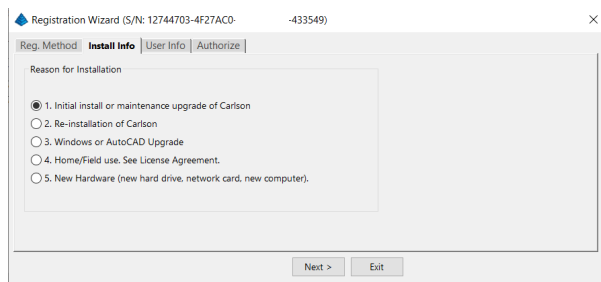 Registration Wizard (S/N: 12744703-4F27AC0- -433549)
Reg. Method Install Info User Info Authorize
Reason for Installation
1. Initial install or maintenance upgrade of Carlson
2. Re-installation of Carlson
3. Windows or AutoCAD Upgrade
4. Home/Field use. See License Agreement.
5. New Hardware (new hard drive, network card, new computer).
Next > Exit